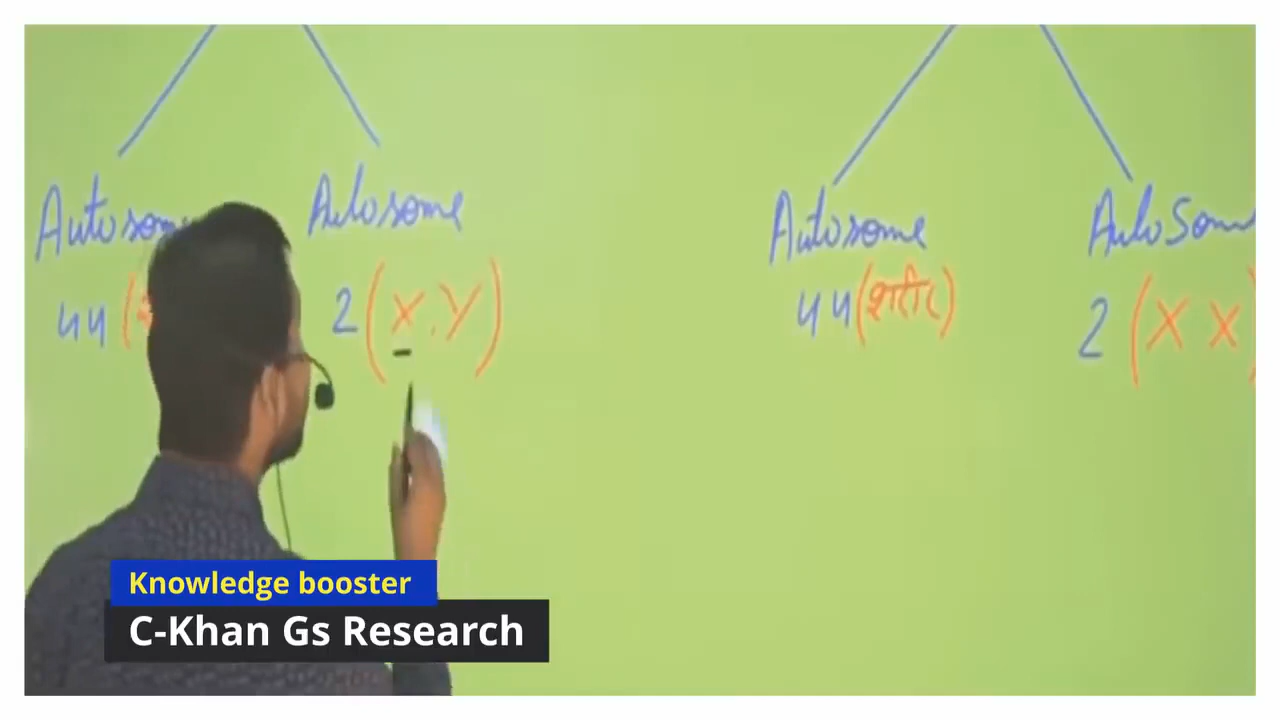 Autosome Autosome
44 ( 2 (X.Y)
Autosome AutoSome
44 (शरीर) 2 (X X)
Knowledge booster
C-Khan Gs Research